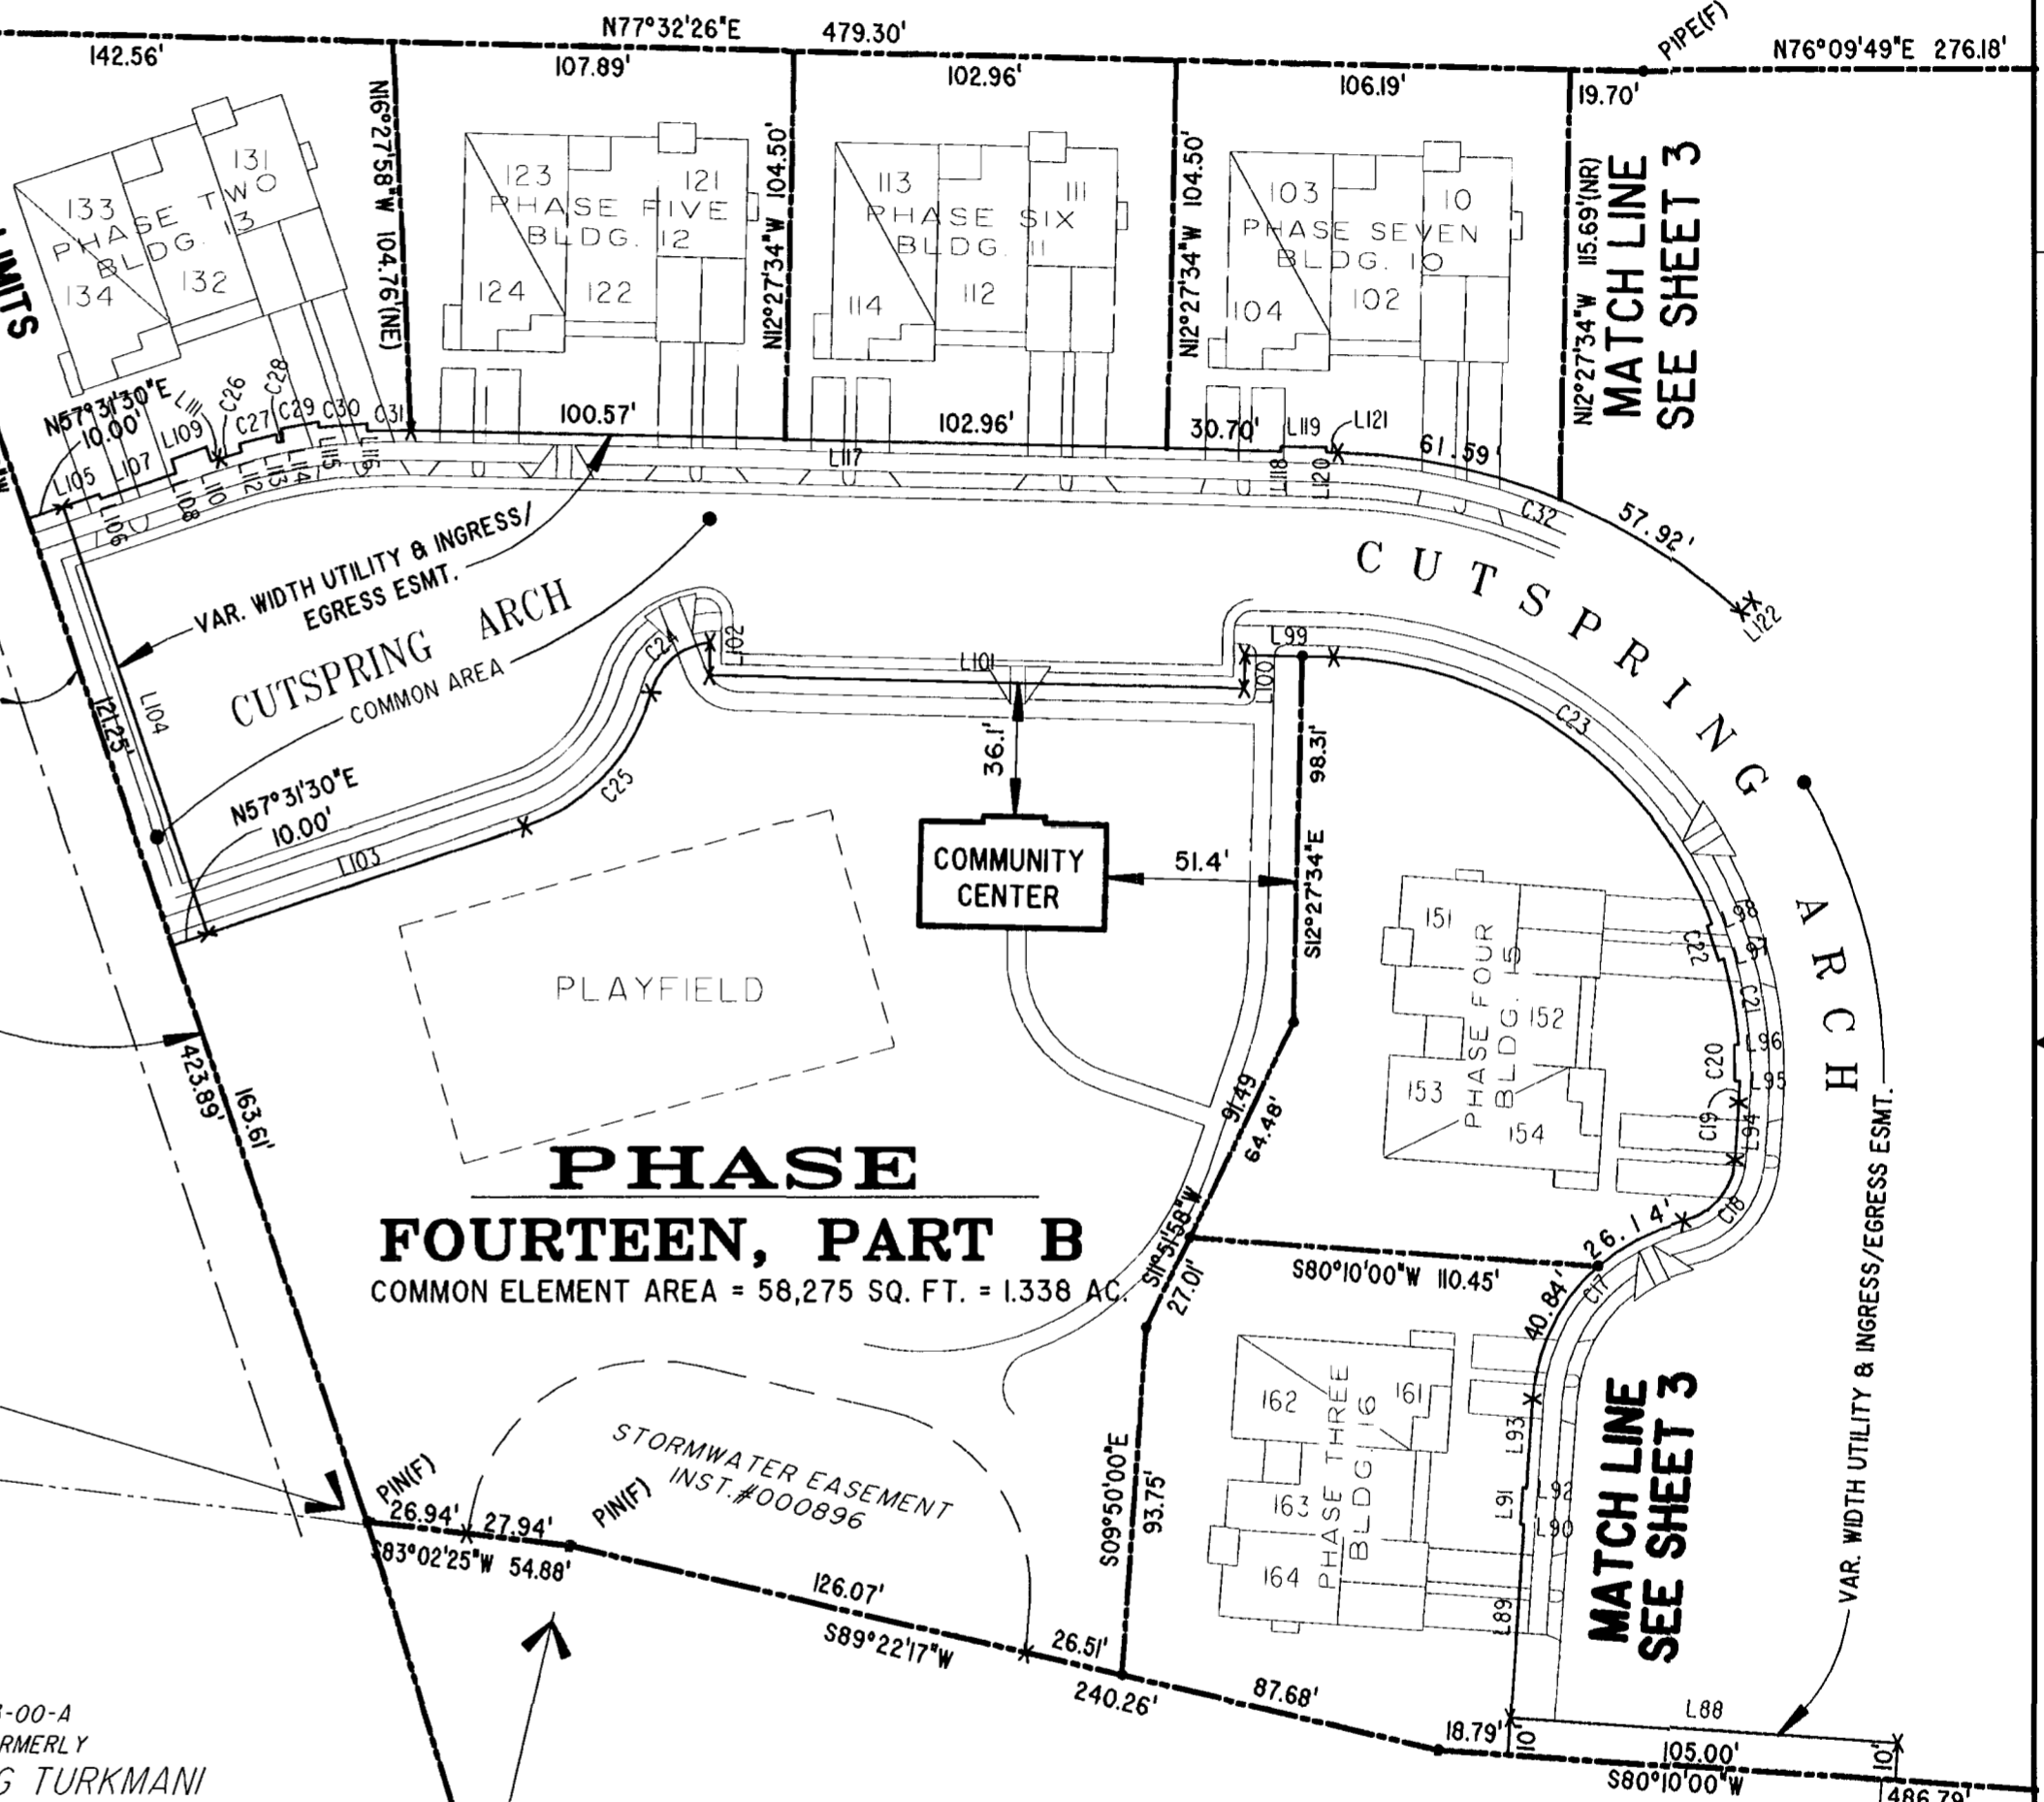 N77°32'26"E 479.30'
PIPE(F)
N76°09'49"E 276.18'
142.56'
107.89'
102.96'
106.19'
19.70'
N16°27'58"W 104.76'(NE)
N12°27'34"W 104.50'
N12°27'34"W 104.50'
N12°27'34"W 115.69'(NR)
MATCH LINE
SEE SHEET 3
131
133
PHASE TWO
BLDG. 13
134
132
123
121
PHASE FIVE
BLDG. 12
124
122
113
111
PHASE SIX
BLDG. 11
114
112
103
10
PHASE SEVEN
BLDG. 10
104
102
N57°31'30"E
10.00'
L105
L107
L109
L111
C26
C27
C28
C29
C30
C31
L106
L108
L110
L112
L113
L114
L115
L116
100.57'
102.96'
30.70'
L119
L121
61.59'
L117
L118
L120
C32
57.92'
L122
VAR. WIDTH UTILITY & INGRESS/
EGRESS ESMT.
CUTSPRING ARCH
COMMON AREA
CUTSPRING
ARCH
C24
L102
L101
L99
L100
C23
L104
121.25'
C25
N57°31'30"E
10.00'
L103
36.1'
98.31'
S12°27'34"E
COMMUNITY
CENTER
51.4'
PLAYFIELD
151
PHASE FOUR
BLDG. 15
152
153
154
L98
L97
C22
C21
L96
C20
L95
C19
L94
C18
423.89'
163.61'
91.49
64.48'
S11°51'58"W
27.01'
PHASE
FOURTEEN, PART B
COMMON ELEMENT AREA = 58,275 SQ. FT. = 1.338 AC.
S80°10'00"W 110.45'
26.14'
C17
40.84'
VAR. WIDTH UTILITY & INGRESS/EGRESS ESMT.
162
161
PHASE THREE
BLDG 16
163
164
L93
L91
L92
L90
L89
MATCH LINE
SEE SHEET 3
STORMWATER EASEMENT
INST.#000896
S09°50'00"E
93.75'
PIN(F)
26.94'
27.94'
PIN(F)
S83°02'25"W 54.88'
126.07'
S89°22'17"W
26.51'
240.26'
87.68'
18.79'
10'
L88
105.00'
10'
S80°10'00"W
486.79'
-00-A
RMERLY
G TURKMANI